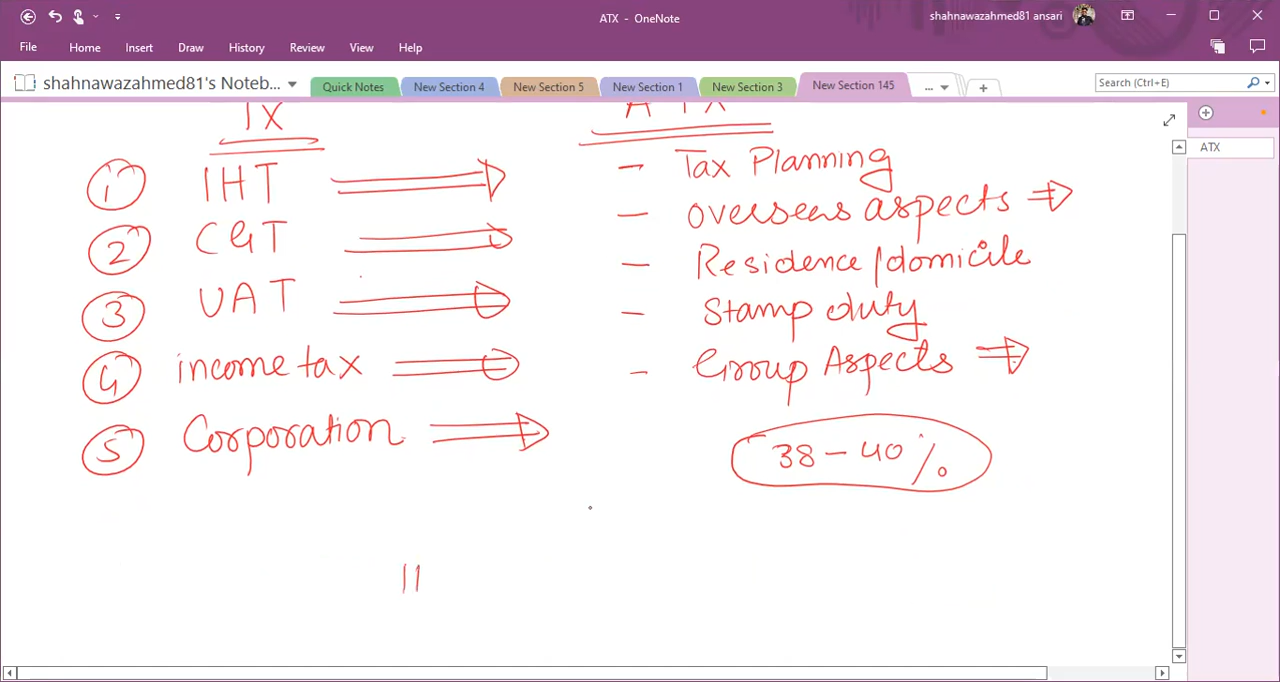 ATX - OneNote
shahnawazahmed81 ansari
File Home Insert Draw History Review View Help
shahnawazahmed81's Noteb...
Quick Notes New Section 4 New Section 5 New Section 1 New Section 3 New Section 145 ...
Search (Ctrl+E)
ATX
TX
1 IHT
2 CGT
3 VAT
4 income tax
5 Corporation
ATX
- Tax Planning
- Overseas aspects
- Residence/domicile
- Stamp duty
- Group Aspects
38-40%
11